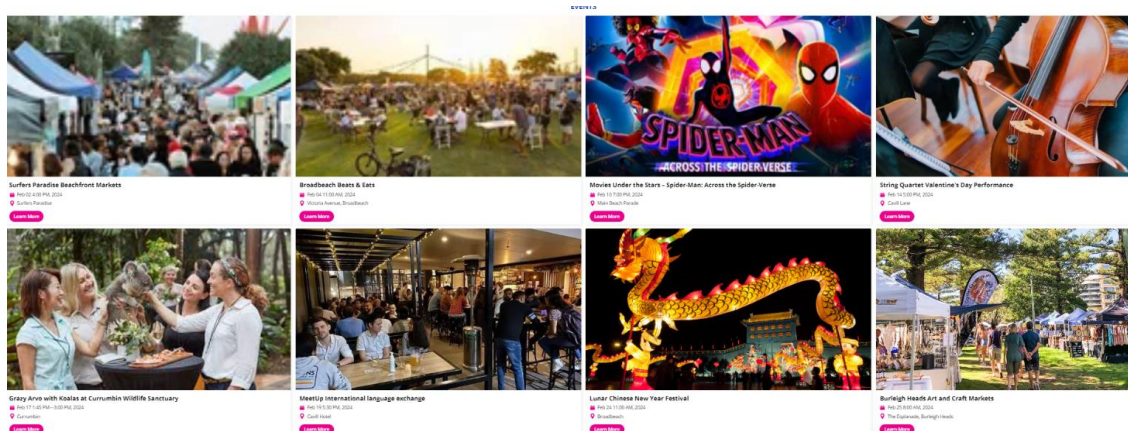 EVENTS
SPIDER-MAN
ACROSS THE SPIDER-VERSE
Surfers Paradise Beachfront Markets
Feb 02 4:00 PM, 2024
Surfers Paradise
Learn More
Broadbeach Beats & Eats
Feb 04 11:00 AM, 2024
Victoria Avenue, Broadbeach
Learn More
Movies Under the Stars – Spider-Man: Across the Spider-Verse
Feb 10 7:00 PM, 2024
Main Beach Parade
Learn More
String Quartet Valentine's Day Performance
Feb 14 5:00 PM, 2024
Cavill Lane
Learn More
Grazy Arvo with Koalas at Currumbin Wildlife Sanctuary
Feb 17 1:45 PM—3:00 PM, 2024
Currumbin
Learn More
MeetUp International language exchange
Feb 19 5:30 PM, 2024
Cavill Hotel
Learn More
Lunar Chinese New Year Festival
Feb 24 11:00 AM, 2024
Broadbeach
Learn More
Burleigh Heads Art and Craft Markets
Feb 25 8:00 AM, 2024
The Esplanade, Burleigh Heads
Learn More